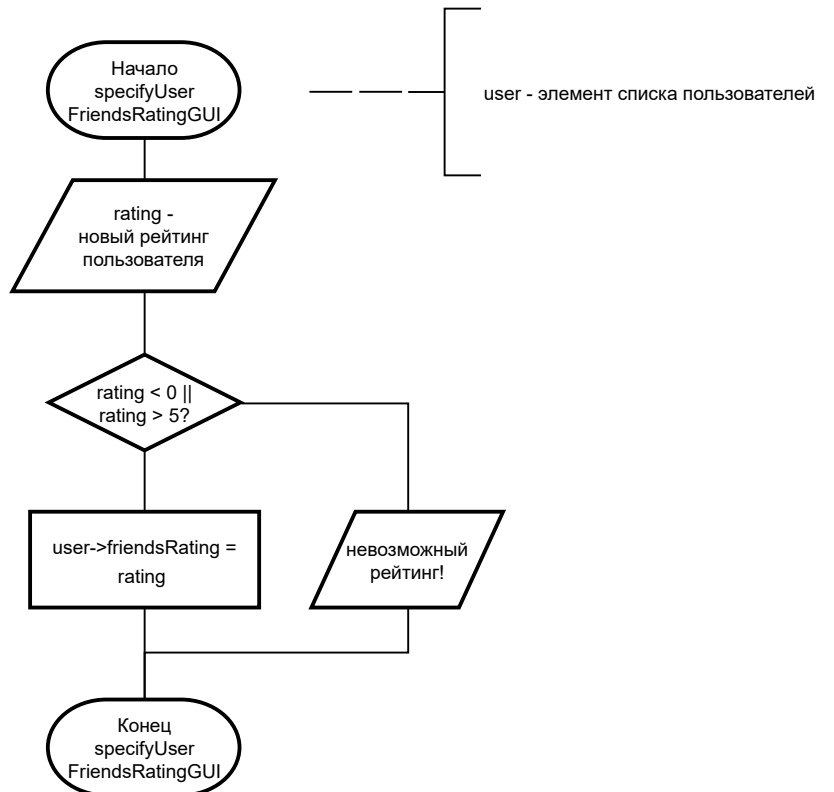 Начало
specifyUser
FriendsRatingGUI
user - элемент списка пользователей
rating -
новый рейтинг
пользователя
rating < 0 ||
rating > 5?
user->friendsRating =
rating
невозможный
рейтинг!
Конец
specifyUser
FriendsRatingGUI